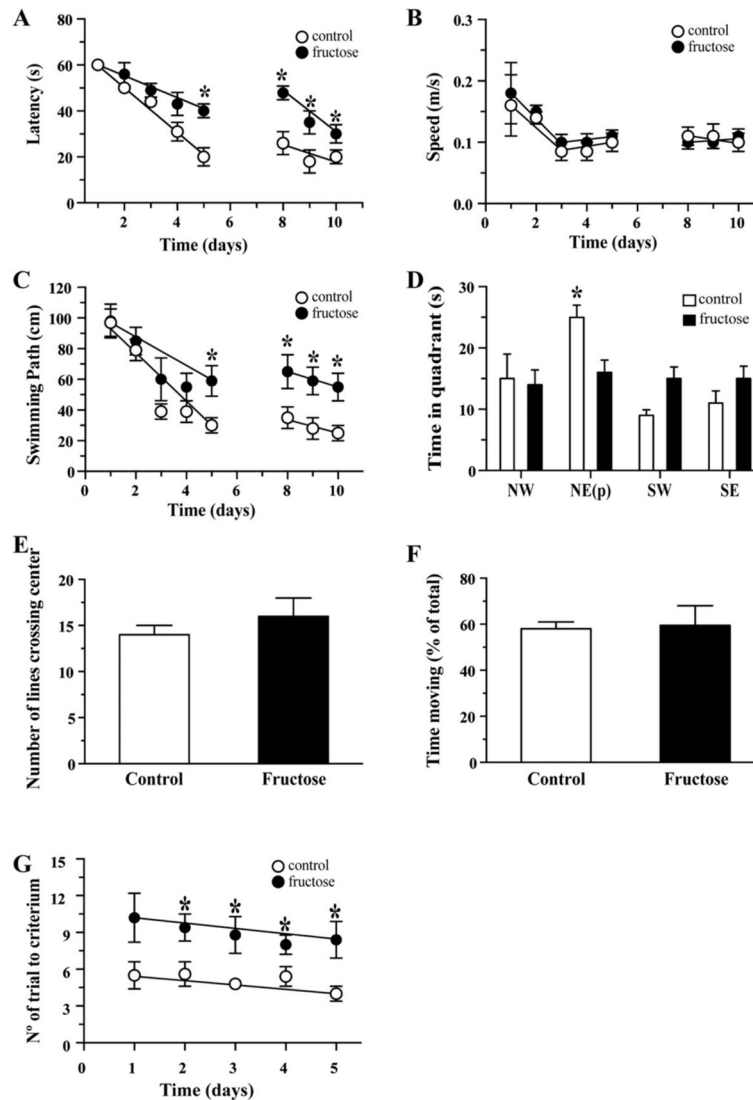 A
control
fructose
Latency (s)
80
60
40
20
0
*
* * *
2 4 6 8 10
Time (days)
B
control
fructose
Speed (m/s)
0.3
0.2
0.1
0.0
0 2 4 6 8 10
Time (days)
C
control
fructose
Swimming Path (cm)
120
100
80
60
40
20
0
*
* * *
0 2 4 6 8 10
Time (days)
D
control
fructose
Time in quadrant (s)
30
20
10
0
*
NW NE(p) SW SE
E
Number of lines crossing center
20
15
10
5
0
Control Fructose
F
Time moving (% of total)
80
60
40
20
0
Control Fructose
G
control
fructose
Nº of trial to criterium
15
12
9
6
3
0
* * * *
0 1 2 3 4 5
Time (days)